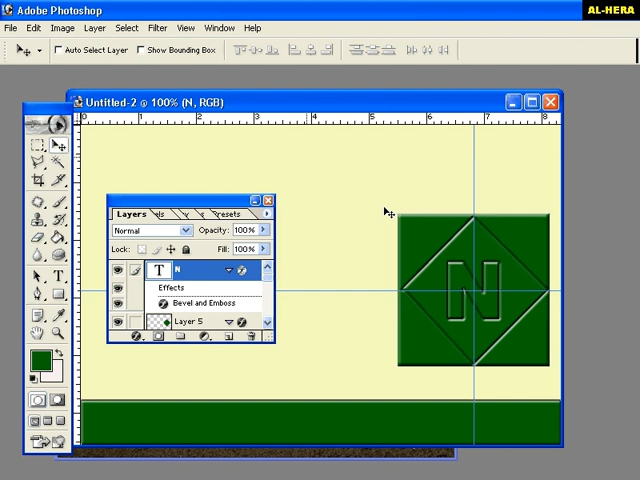 Adobe Photoshop
AL-HERA
File Edit Image Layer Select Filter View Window Help
Auto Select Layer Show Bounding Box
Untitled-2 @ 100% (N, RGB)
0 1 2 3 4 5 6 7 8
Layers Presets
Normal Opacity: 100%
Lock: Fill: 100%
T N
Effects
Bevel and Emboss
Layer 5
T
N